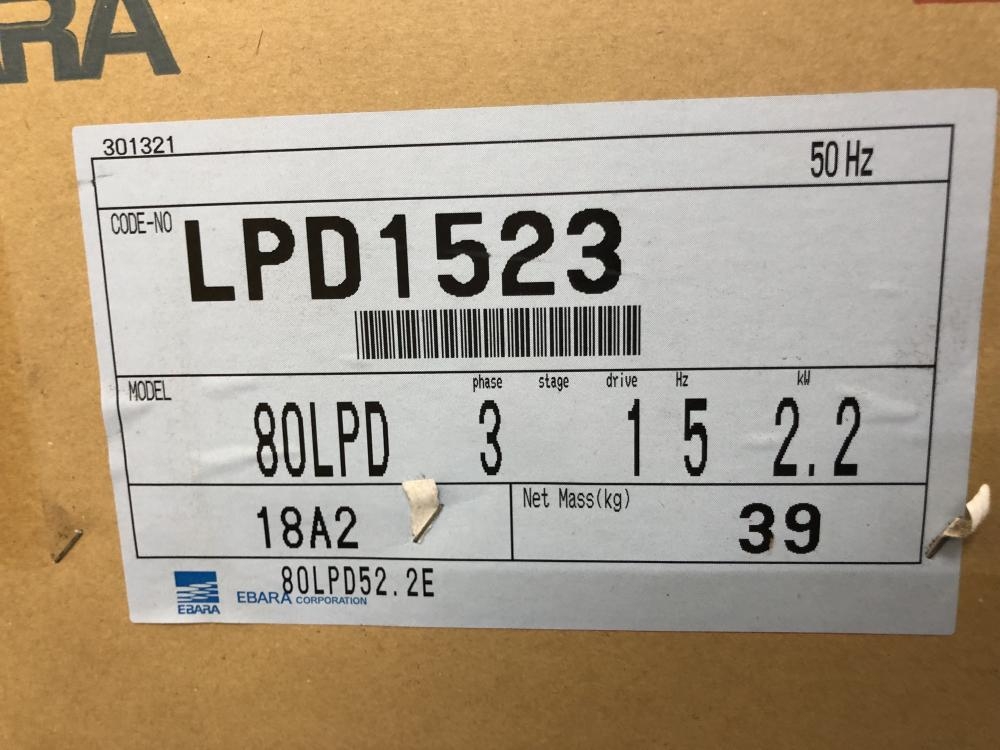 RA
301321
50 Hz
CODE-NO LPD1523
MODEL phase stage drive Hz kW
80LPD 3 1 5 2.2
18A2 Net Mass(kg) 39
80LPD52.2E
EBARA EBARA CORPORATION